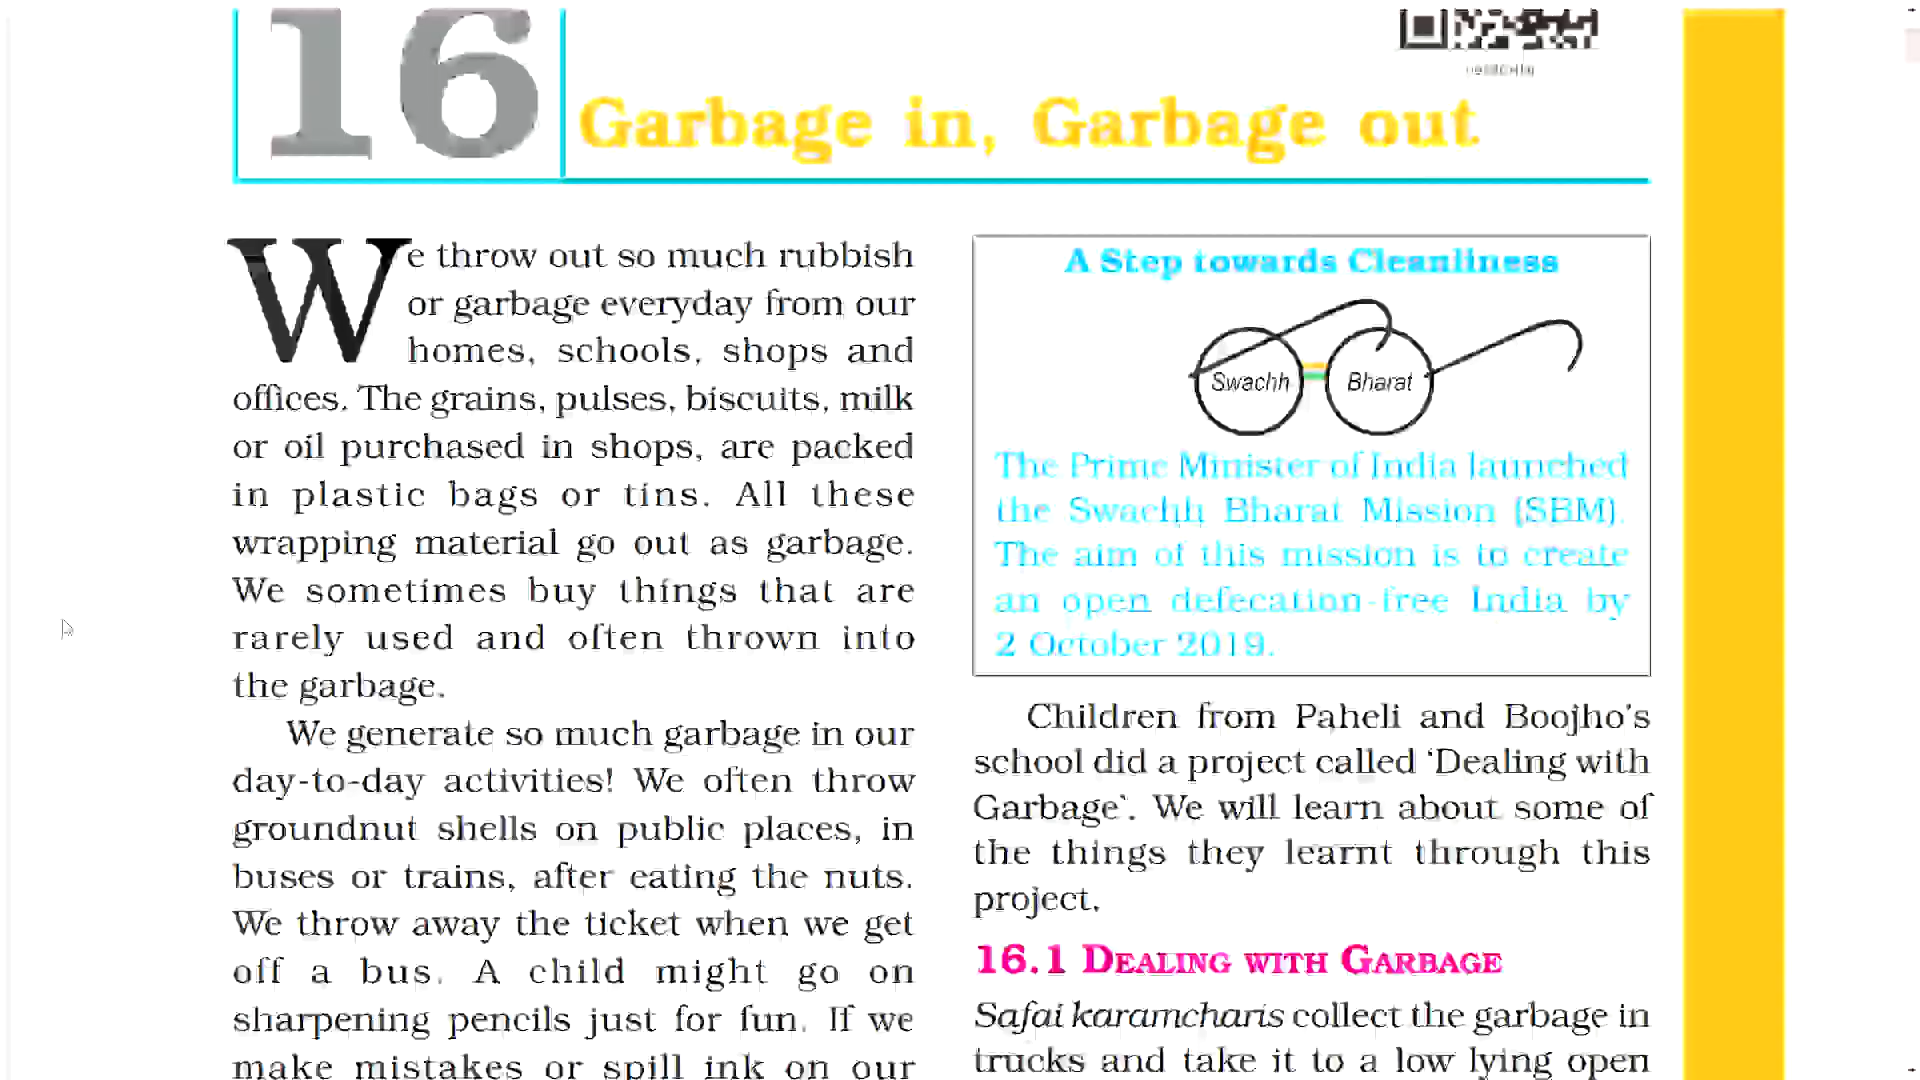 16
Garbage in, Garbage out
We throw out so much rubbish
or garbage everyday from our
homes, schools, shops and
offices. The grains, pulses, biscuits, milk
or oil purchased in shops, are packed
in plastic bags or tins. All these
wrapping material go out as garbage.
We sometimes buy things that are
rarely used and often thrown into
the garbage.
We generate so much garbage in our
day-to-day activities! We often throw
groundnut shells on public places, in
buses or trains, after eating the nuts.
We throw away the ticket when we get
off a bus. A child might go on
sharpening pencils just for fun. If we
make mistakes or spill ink on our
A Step towards Cleanliness
Swachh Bharat
The Prime Minister of India launched
the Swachh Bharat Mission (SBM).
The aim of this mission is to create
an open defecation-free India by
2 October 2019.
Children from Paheli and Boojho's
school did a project called 'Dealing with
Garbage'. We will learn about some of
the things they learnt through this
project.
16.1 DEALING WITH GARBAGE
Safai karamcharis collect the garbage in
trucks and take it to a low lying open